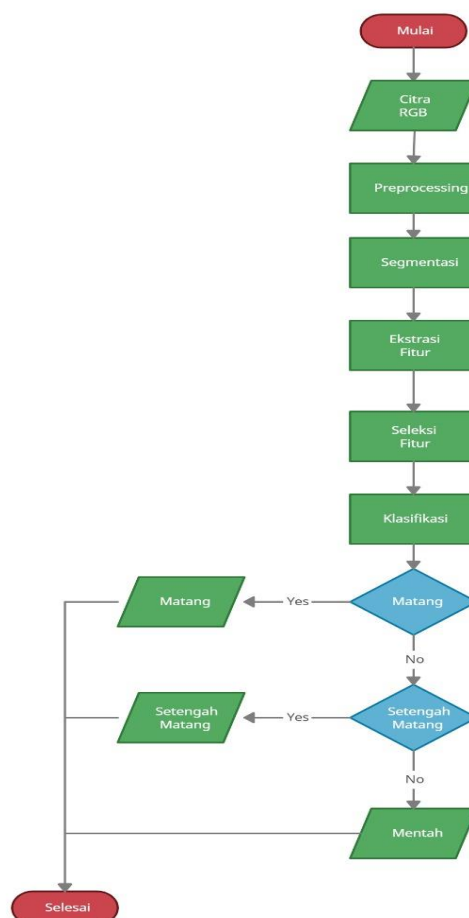 Mulai
Citra
RGB
Preprocessing
Segmentasi
Ekstrasi
Fitur
Seleksi
Fitur
Klasifikasi
Matang
Yes
Matang
No
Setengah
Matang
Yes
Setengah
Matang
No
Mentah
Selesai